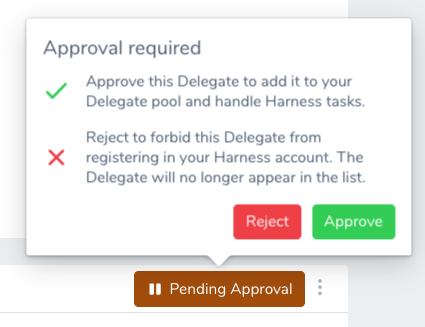 Approval required
Approve this Delegate to add it to your
Delegate pool and handle Harness tasks.
Reject to forbid this Delegate from
registering in your Harness account. The
Delegate will no longer appear in the list.
Reject Approve
Pending Approval